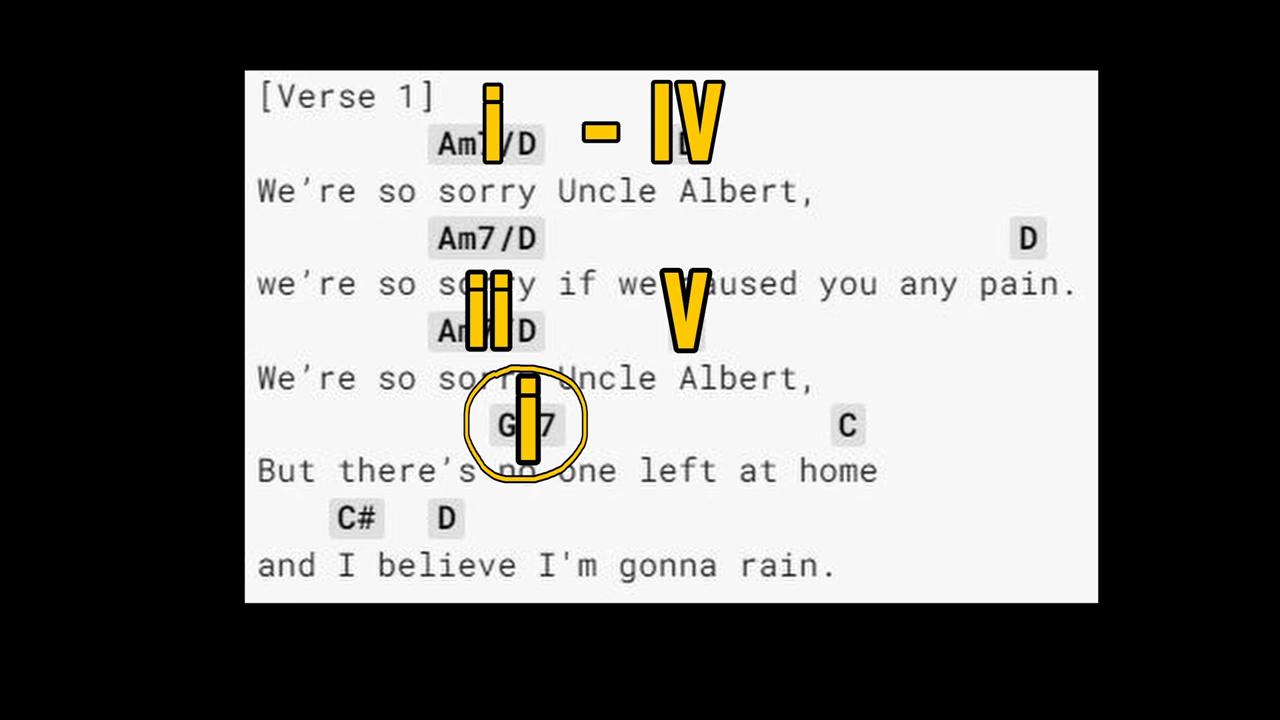 [Verse 1]
i - IV
Am7/D D
We're so sorry Uncle Albert,
Am7/D D
we're so sorry if we caused you any pain.
ii V
Am7/D
We're so sorry Uncle Albert,
i
G 7 C
But there's no one left at home
C# D
and I believe I'm gonna rain.